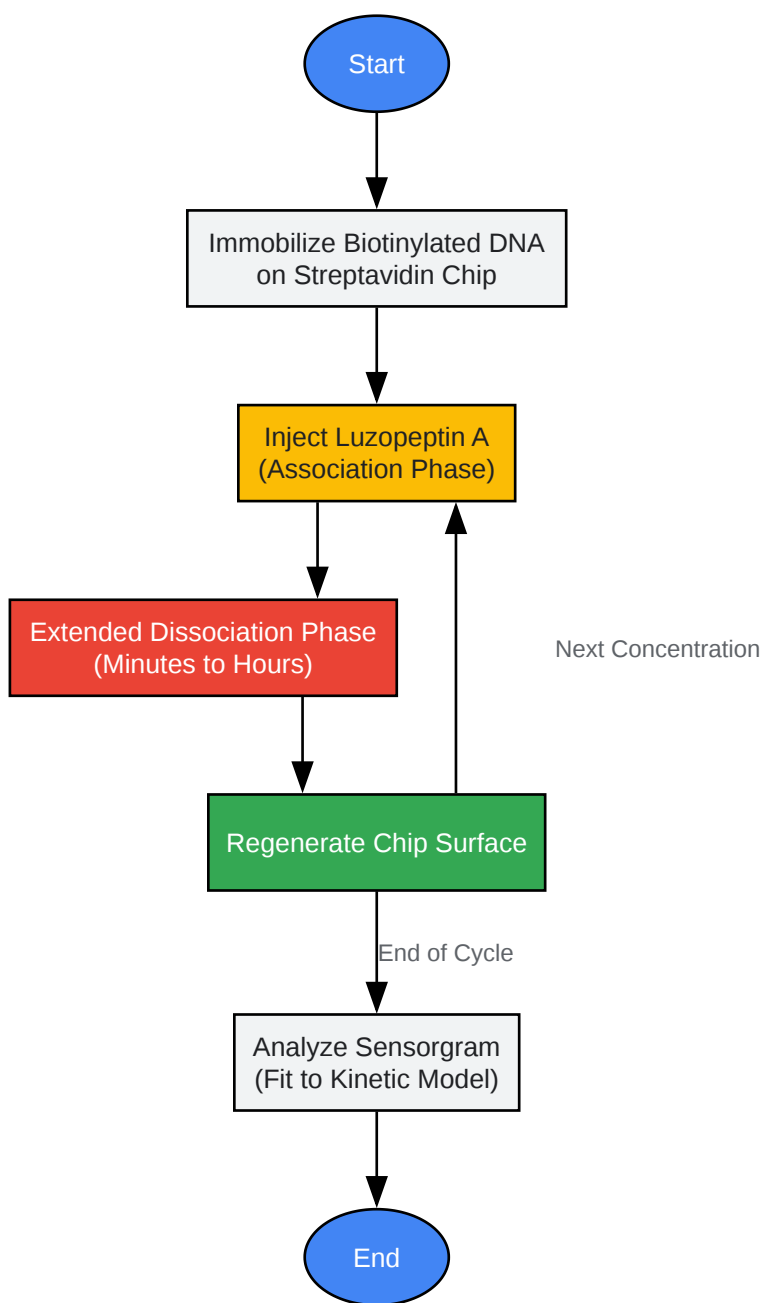 Start
Immobilize Biotinylated DNA
on Streptavidin Chip
Inject Luzopeptin A
(Association Phase)
Extended Dissociation Phase
(Minutes to Hours)
Next Concentration
Regenerate Chip Surface
End of Cycle
Analyze Sensorgram
(Fit to Kinetic Model)
End